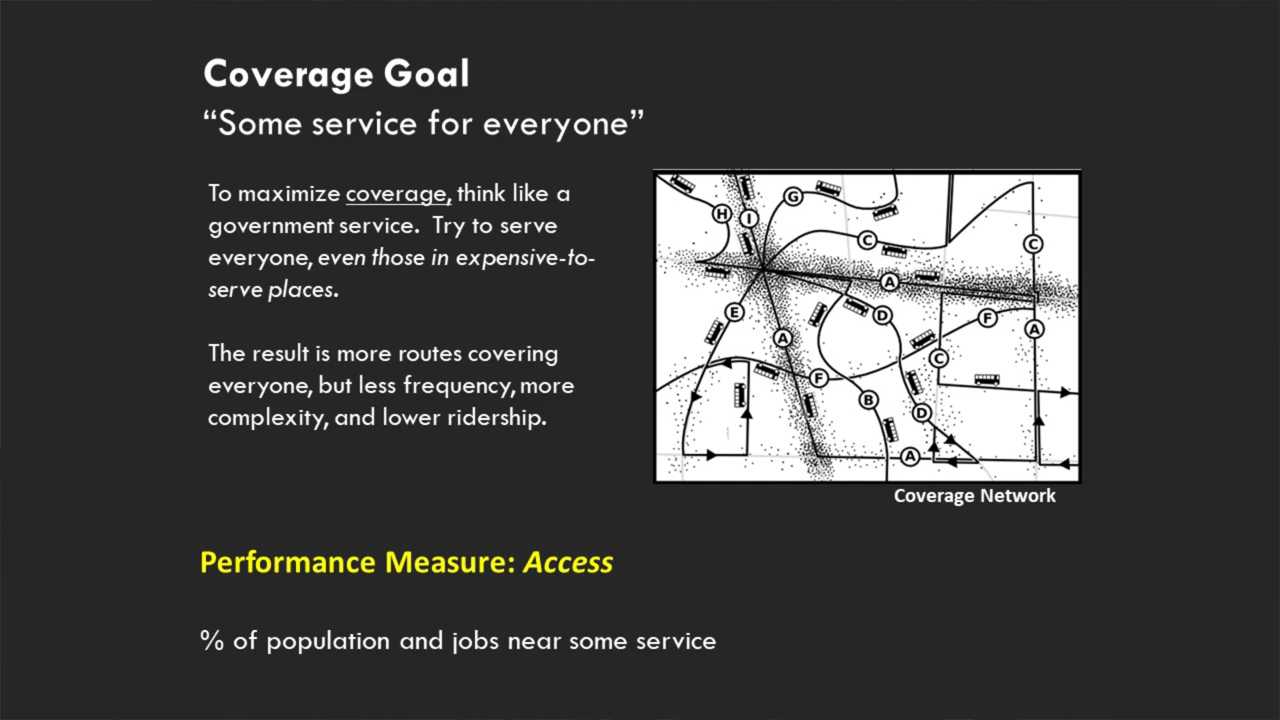 Coverage Goal
“Some service for everyone”
To maximize coverage, think like a
government service.  Try to serve
everyone, even those in expensive-to-
serve places.
The result is more routes covering
everyone, but less frequency, more
complexity, and lower ridership.
H
I
G
C
C
A
E
D
F
A
A
C
F
B
D
A
Coverage Network
Performance Measure: Access
% of population and jobs near some service